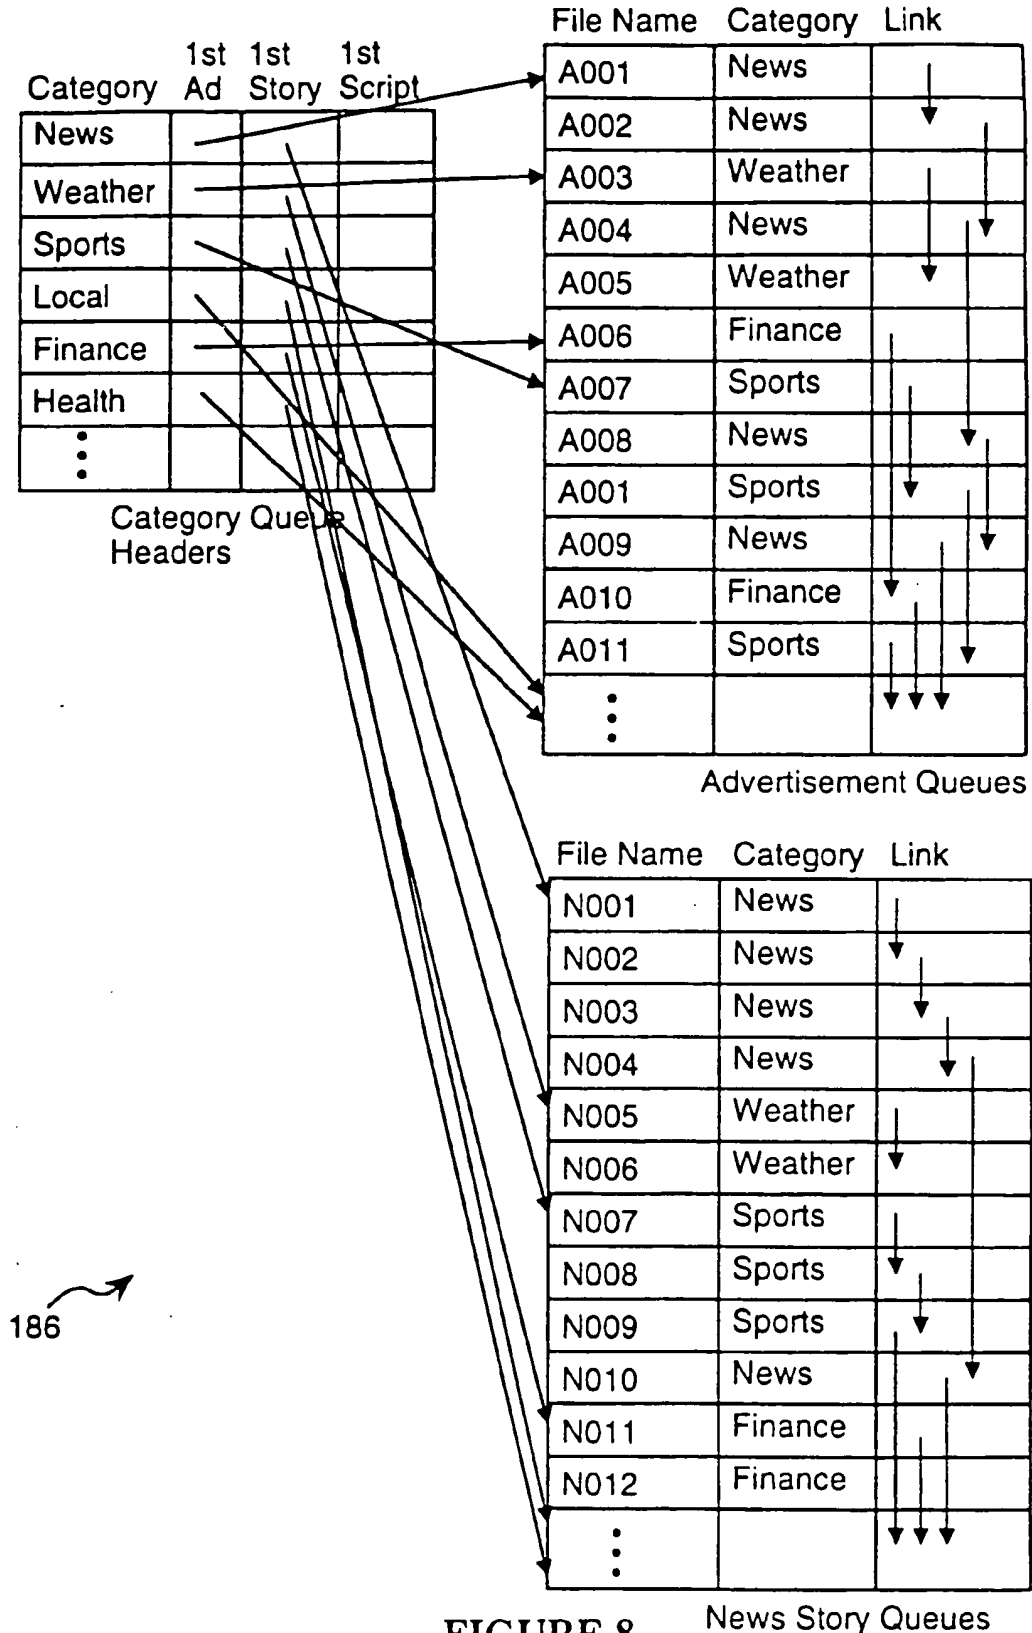 1st 1st 1st
Category Ad Story Script
News
Weather
Sports
Local
Finance
Health
Category Queue
Headers
File Name Category Link
A001 News
A002 News
A003 Weather
A004 News
A005 Weather
A006 Finance
A007 Sports
A008 News
A001 Sports
A009 News
A010 Finance
A011 Sports
Advertisement Queues
File Name Category Link
N001 News
N002 News
N003 News
N004 News
N005 Weather
N006 Weather
N007 Sports
N008 Sports
N009 Sports
N010 News
N011 Finance
N012 Finance
News Story Queues
186
FIGURE 8